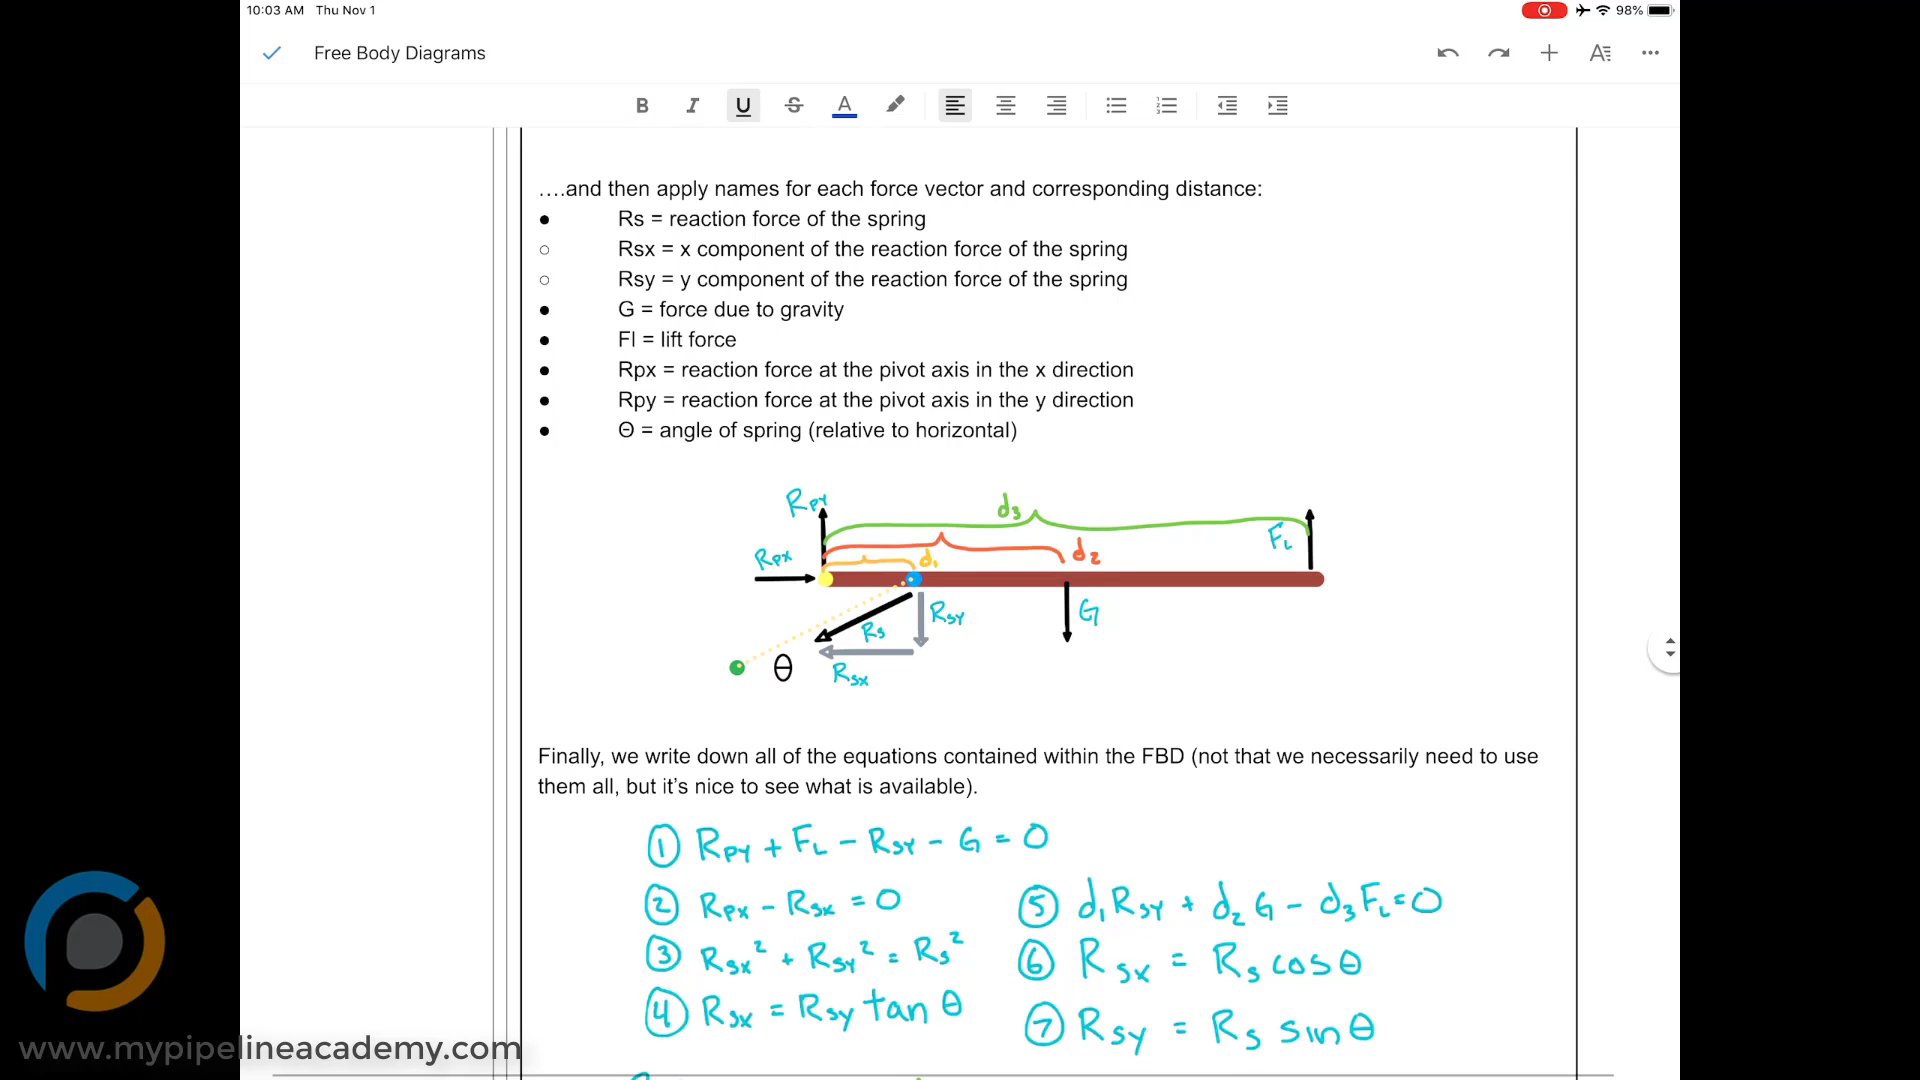 10:03 AM Thu Nov 1
98%
Free Body Diagrams
B I U S A
….and then apply names for each force vector and corresponding distance:
● Rs = reaction force of the spring
○ Rsx = x component of the reaction force of the spring
○ Rsy = y component of the reaction force of the spring
● G = force due to gravity
● Fl = lift force
● Rpx = reaction force at the pivot axis in the x direction
● Rpy = reaction force at the pivot axis in the y direction
● Θ = angle of spring (relative to horizontal)
RPY
d3
FL
RPX
d1
d2
RSY
G
Rs
θ
RSX
Finally, we write down all of the equations contained within the FBD (not that we necessarily need to use
them all, but it’s nice to see what is available).
① RPY + FL - RSY - G = 0
② RPX - RSX = 0
③ RSX² + RSY² = RS²
④ RSX = RSY tan θ
⑤ d1RSY + d2G - d3FL = 0
⑥ RSX = RS cosθ
⑦ RSY = RS sinθ
www.mypipelineacademy.com